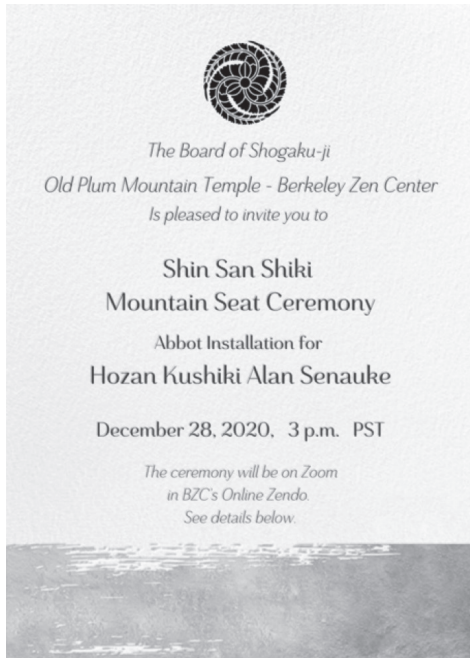 The Board of Shogaku-ji
Old Plum Mountain Temple - Berkeley Zen Center
Is pleased to invite you to
Shin San Shiki
Mountain Seat Ceremony
Abbot Installation for
Hozan Kushiki Alan Senauke
December 28, 2020, 3 p.m. PST
The ceremony will be on Zoom
in BZC's Online Zendo.
See details below.